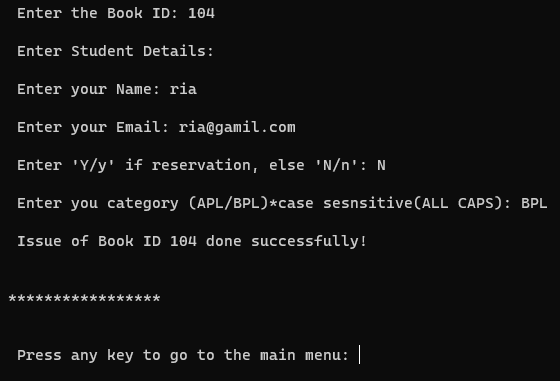 Enter the Book ID: 104
Enter Student Details:
Enter your Name: ria
Enter your Email: ria@gamil.com
Enter 'Y/y' if reservation, else 'N/n': N
Enter you category (APL/BPL)*case sesnsitive(ALL CAPS): BPL
Issue of Book ID 104 done successfully!
*****************
Press any key to go to the main menu: